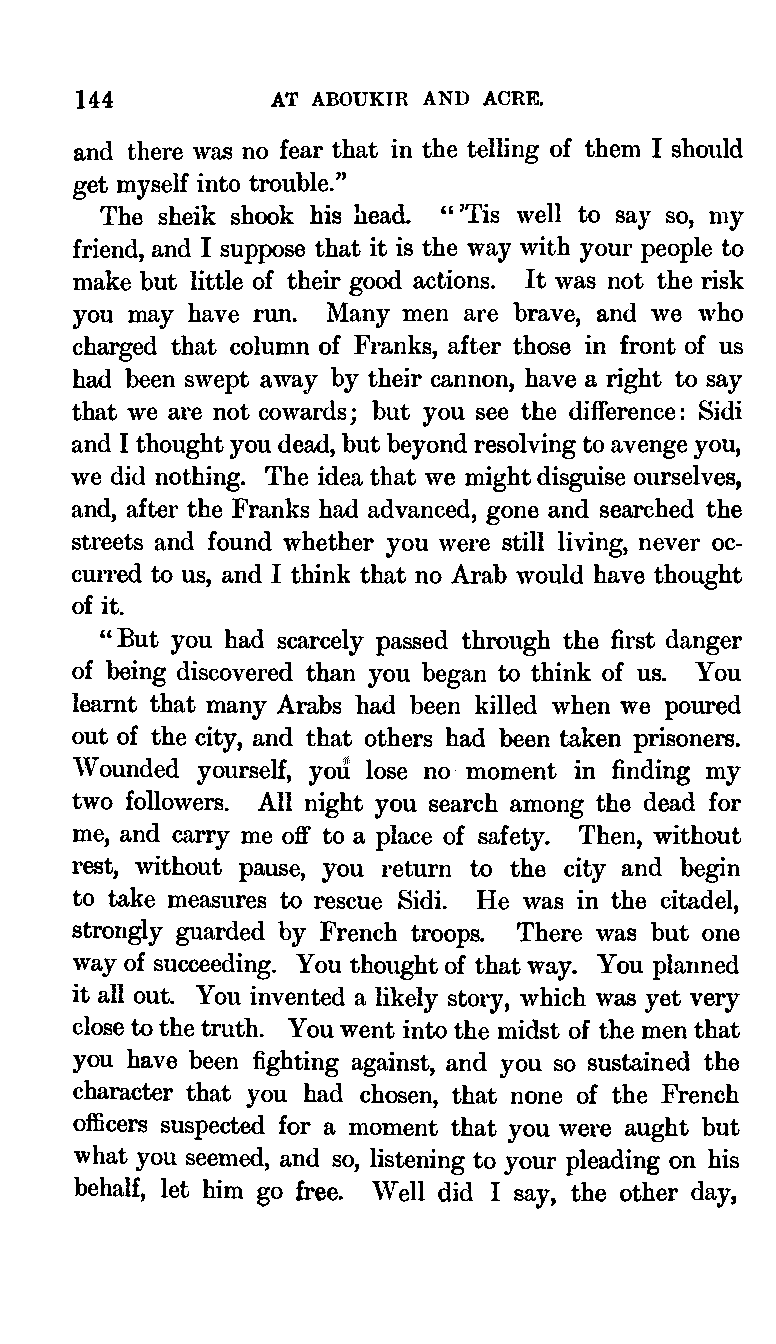 144 AT ABOUKIR AND ACRE.
and there was no fear that in the telling of them I should
get myself into trouble.”
The sheik shook his head. “’Tis well to say so, my
friend, and I suppose that it is the way with your people to
make but little of their good actions. It was not the risk
you may have run. Many men are brave, and we who
charged that column of Franks, after those in front of us
had been swept away by their cannon, have a right to say
that we are not cowards; but you see the difference: Sidi
and I thought you dead, but beyond resolving to avenge you,
we did nothing. The idea that we might disguise ourselves,
and, after the Franks had advanced, gone and searched the
streets and found whether you were still living, never oc-
curred to us, and I think that no Arab would have thought
of it.
“But you had scarcely passed through the first danger
of being discovered than you began to think of us. You
learnt that many Arabs had been killed when we poured
out of the city, and that others had been taken prisoners.
Wounded yourself, you lose no moment in finding my
two followers. All night you search among the dead for
me, and carry me off to a place of safety. Then, without
rest, without pause, you return to the city and begin
to take measures to rescue Sidi. He was in the citadel,
strongly guarded by French troops. There was but one
way of succeeding. You thought of that way. You planned
it all out. You invented a likely story, which was yet very
close to the truth. You went into the midst of the men that
you have been fighting against, and you so sustained the
character that you had chosen, that none of the French
officers suspected for a moment that you were aught but
what you seemed, and so, listening to your pleading on his
behalf, let him go free. Well did I say, the other day,